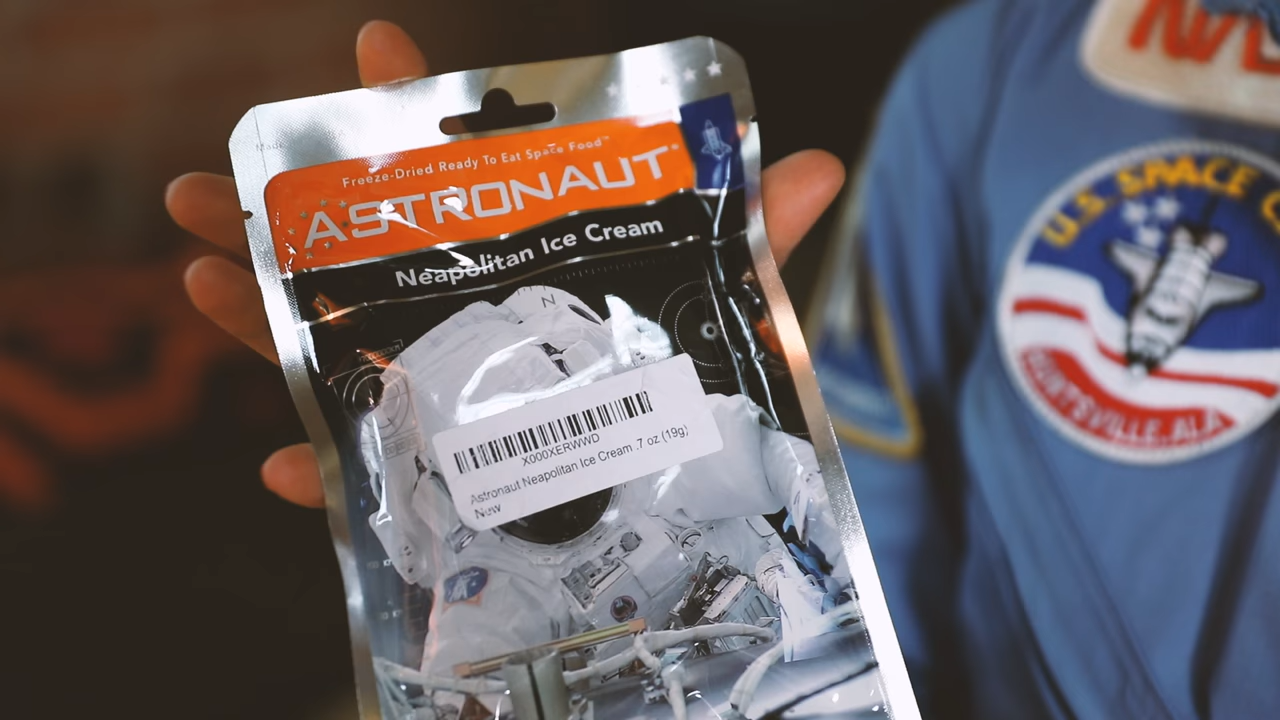 Made
Freeze-Dried Ready To Eat Space Food™
ASTRONAUT
Neapolitan Ice Cream
N
X000XERWWD
Astronaut Neapolitan Ice Cream .7 oz (19g)
New
U.S. SPACE
HUNTSVILLE, ALA